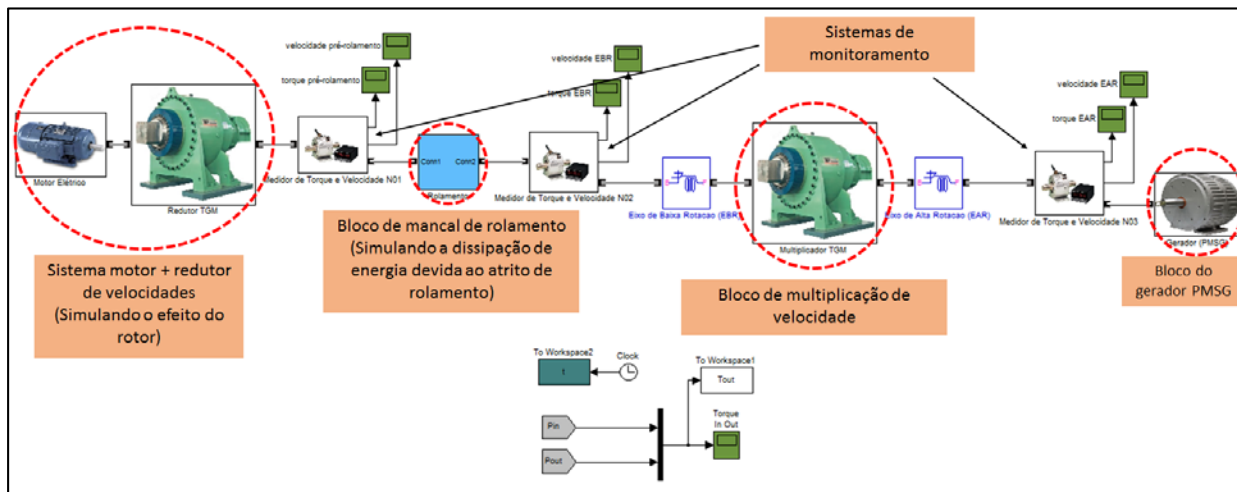 velocidade pré-rolamento
torque pré-rolamento
velocidade EBR
torque EBR
Sistemas de
monitoramento
velocidade EAR
torque EAR
Motor Elétrico
Redutor TGM
Medidor de Torque e Velocidade N01
Conn1
Conn2
Rolamento
Medidor de Torque e Velocidade N02
Eixo de Baixa Rotacao (EBR)
Multiplicador TGM
Eixo de Alta Rotacao (EAR)
Medidor de Torque e Velocidade N03
Gerador (PMSG)
Sistema motor + redutor
de velocidades
(Simulando o efeito do
rotor)
Bloco de mancal de rolamento
(Simulando a dissipação de
energia devida ao atrito de
rolamento)
Bloco de multiplicação de
velocidade
Bloco do
gerador PMSG
To Workspace2
t
Clock
To Workspace1
Tout
Pin
Pout
Torque
In Out